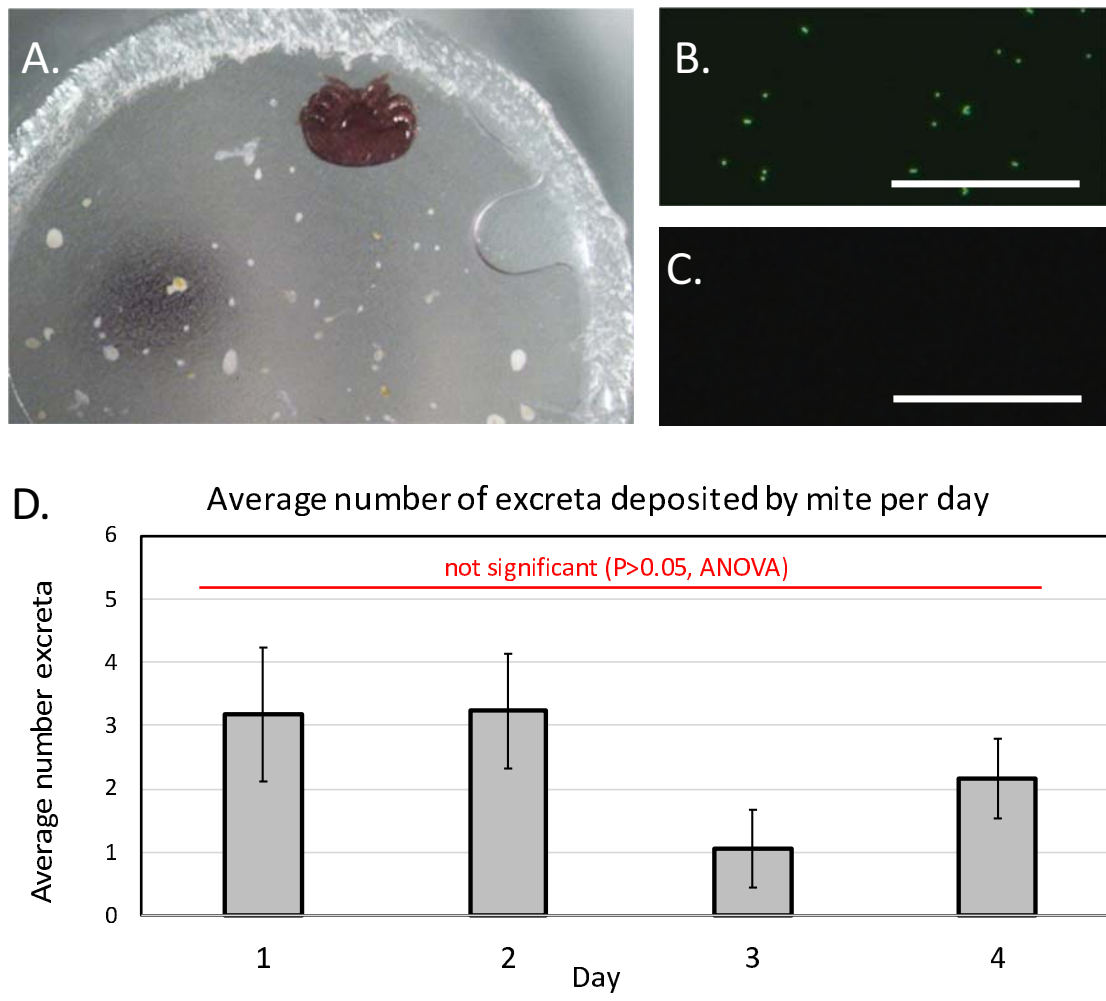 A.
B.
C.
D.
Average number of excreta deposited by mite per day
not significant (P>0.05, ANOVA)
Average number excreta
6
5
4
3
2
1
0
1 2 3 4
Day